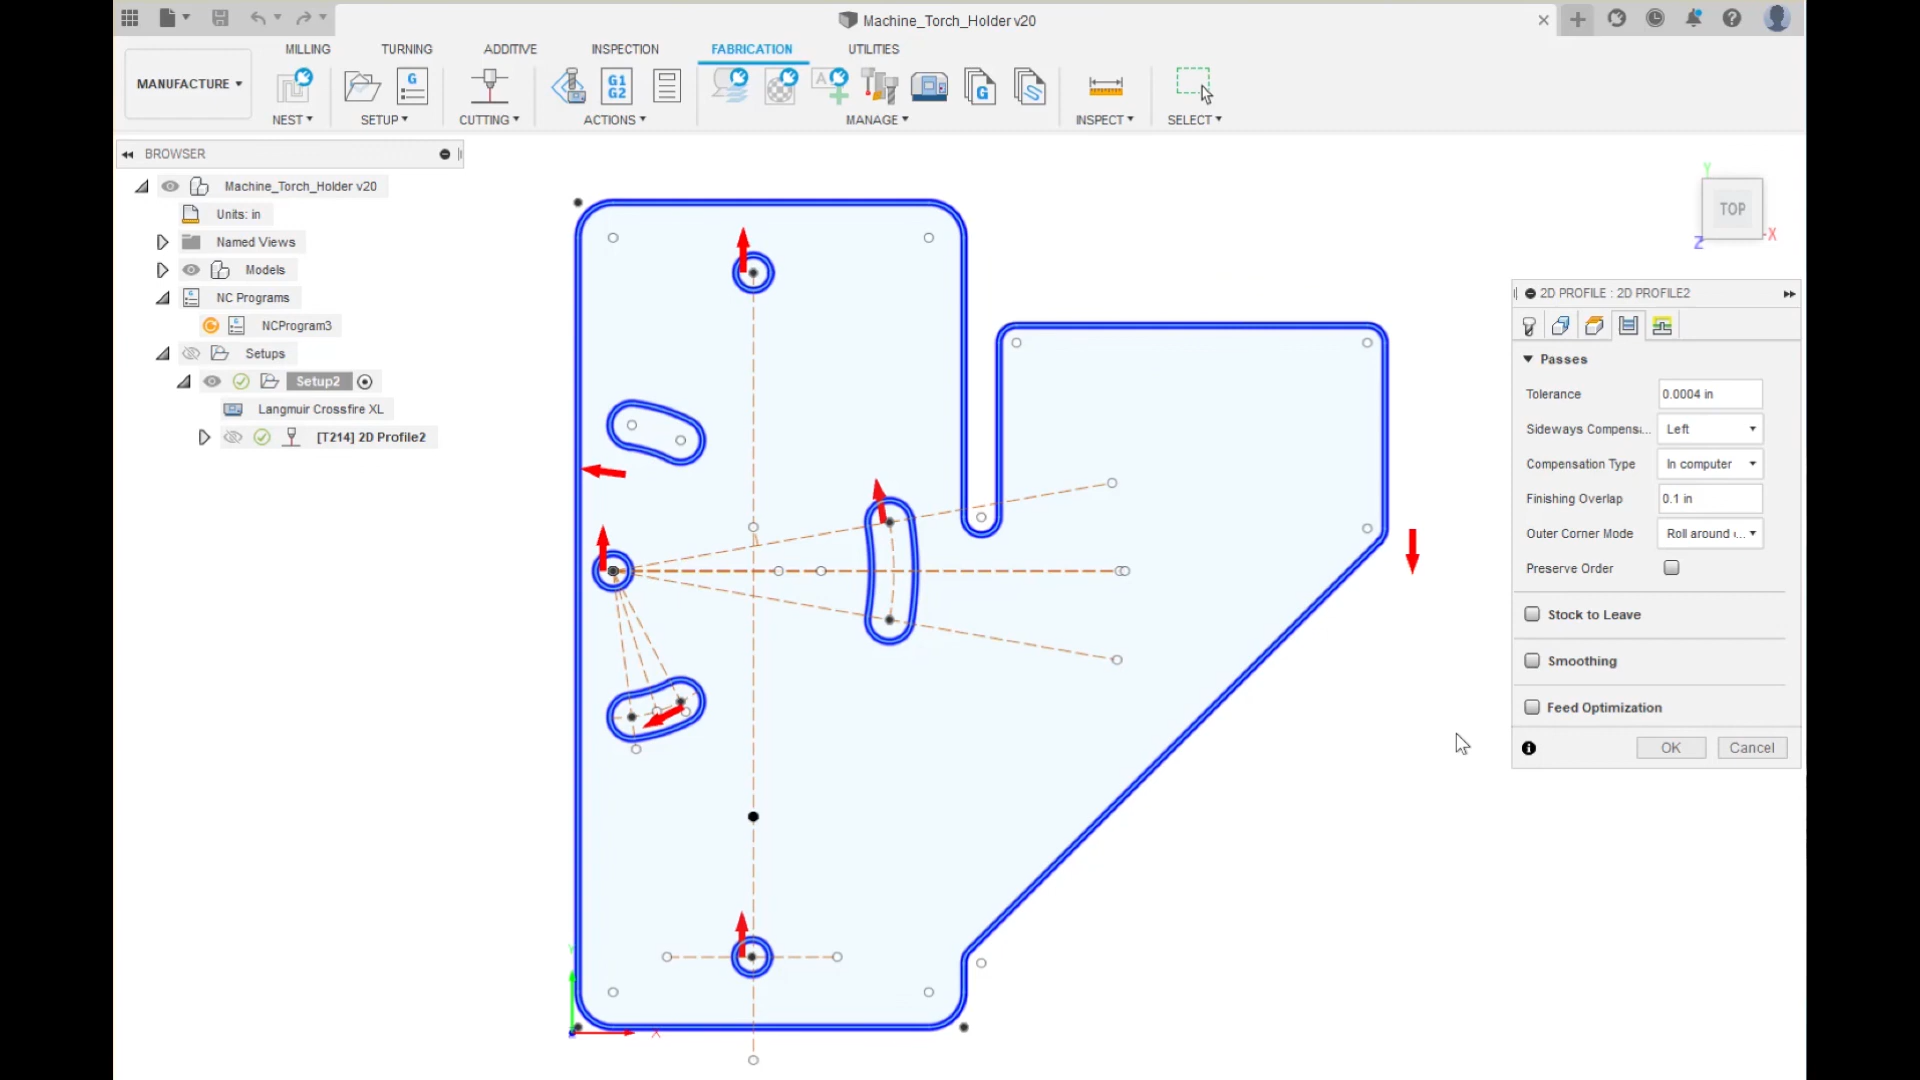 Machine_Torch_Holder v20
MILLING TURNING ADDITIVE INSPECTION FABRICATION UTILITIES
MANUFACTURE
G G1 G2 A G
NEST SETUP CUTTING ACTIONS MANAGE INSPECT SELECT
BROWSER
Machine_Torch_Holder v20
Units: in
Named Views
Models
NC Programs
NCProgram3
Setups
Setup2
Langmuir Crossfire XL
[T214] 2D Profile2
Y
TOP
Z X
2D PROFILE : 2D PROFILE2
Passes
Tolerance 0.0004 in
Sideways Compensa... Left
Compensation Type In computer
Finishing Overlap 0.1 in
Outer Corner Mode Roll around c...
Preserve Order
Stock to Leave
Smoothing
Feed Optimization
OK Cancel
Y
X